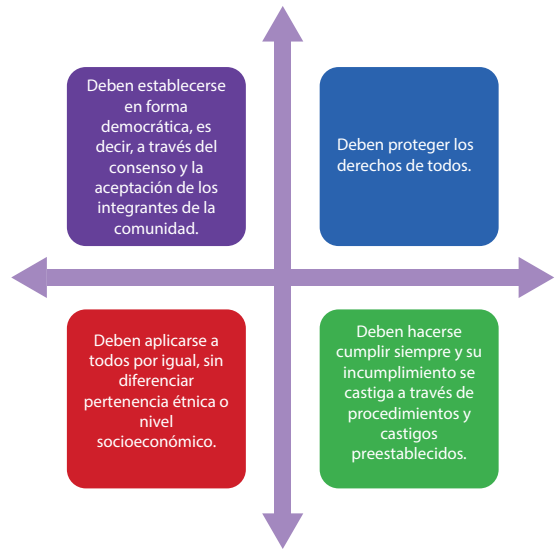 Deben establecerse
en forma
democrática, es
decir, a través del
consenso y la
aceptación de los
integrantes de la
comunidad.
Deben proteger los
derechos de todos.
Deben aplicarse a
todos por igual, sin
diferenciar
pertenencia étnica o
nivel
socioeconómico.
Deben hacerse
cumplir siempre y su
incumplimiento se
castiga a través de
procedimientos y
castigos
preestablecidos.